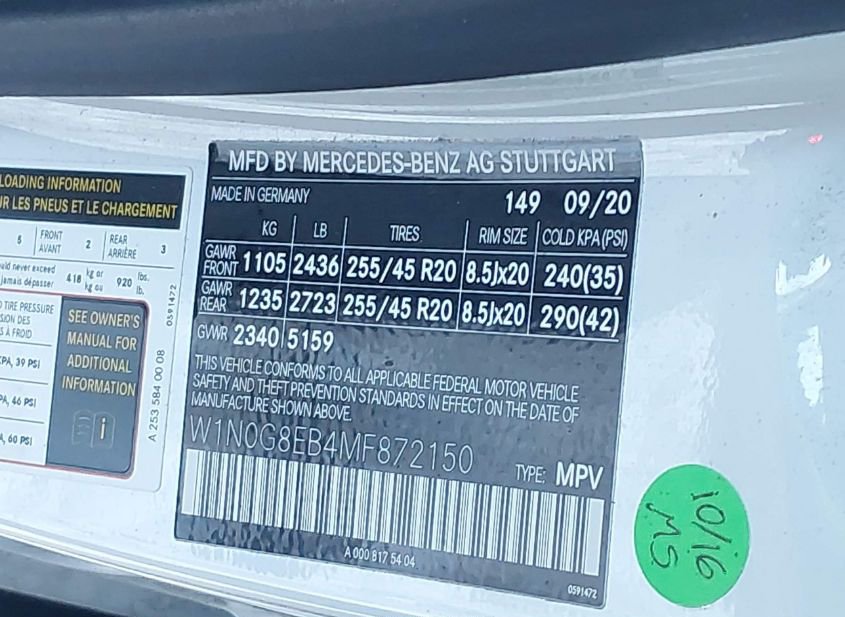 LOADING INFORMATION
UR LES PNEUS ET LE CHARGEMENT
5 FRONT AVANT 2 REAR ARRIÈRE 3
uld never exceed
jamais dépasser 418 kg or kg ou 920 lbs. lb.
TIRE PRESSURE
SION DES
S À FROID
PA, 39 PSI
PA, 46 PSI
A, 60 PSI
SEE OWNER'S
MANUAL FOR
ADDITIONAL
INFORMATION
i
A 253 584 00 08
0591472
MFD BY MERCEDES-BENZ AG STUTTGART
MADE IN GERMANY 149 09/20
KG LB TIRES RIM SIZE COLD KPA (PSI)
GAWR FRONT 1105 2436 255/45 R20 8.5Jx20 240(35)
GAWR REAR 1235 2723 255/45 R20 8.5Jx20 290(42)
GVWR 2340 5159
THIS VEHICLE CONFORMS TO ALL APPLICABLE FEDERAL MOTOR VEHICLE
SAFETY AND THEFT PREVENTION STANDARDS IN EFFECT ON THE DATE OF
MANUFACTURE SHOWN ABOVE.
W1N0G8EB4MF872150
TYPE: MPV
A 000 817 54 04
0591472
10/16
MS